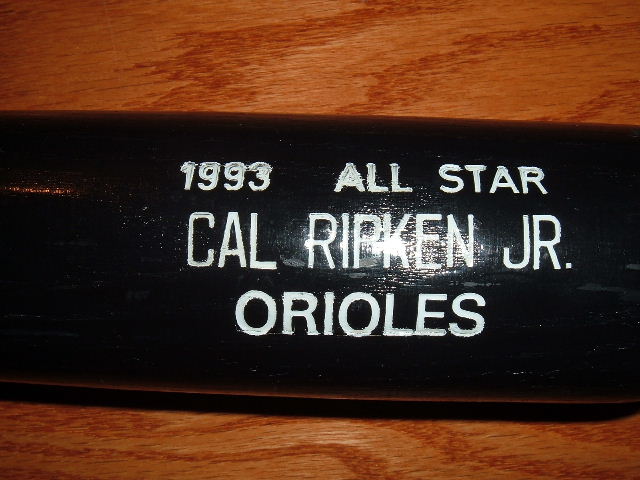 1993 ALL STAR
CAL RIPKEN JR.
ORIOLES